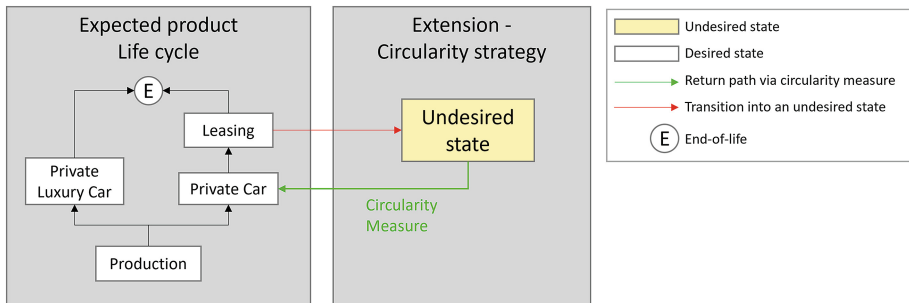 Expected product
Life cycle
E
Leasing
Private
Luxury Car
Private Car
Production
Extension -
Circularity strategy
Undesired
state
Circularity
Measure
Undesired state
Desired state
Return path via circularity measure
Transition into an undesired state
E
End-of-life